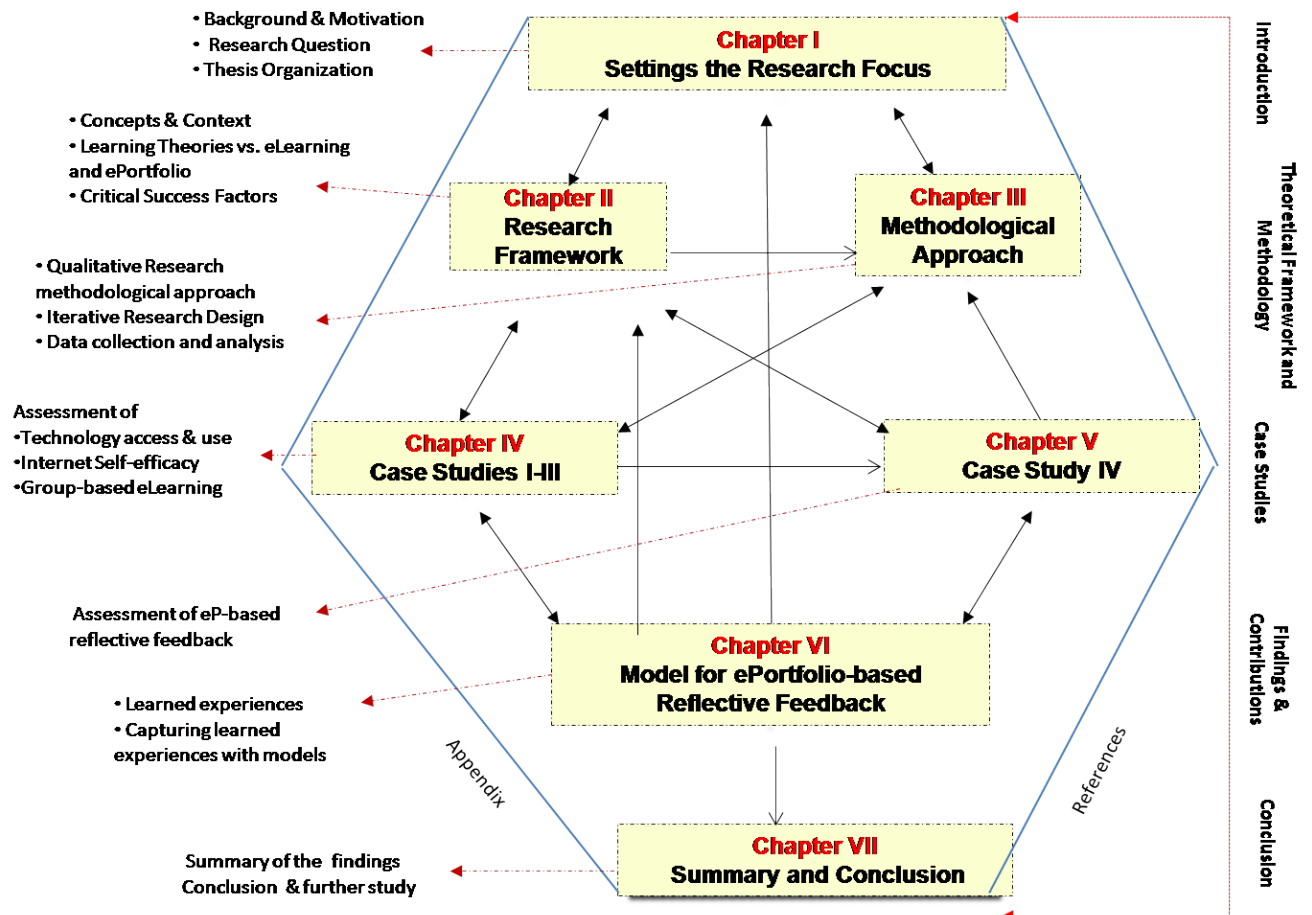 • Background & Motivation
• Research Question
• Thesis Organization
Chapter I
Settings the Research Focus
Introduction
• Concepts & Context
• Learning Theories vs. eLearning
and ePortfolio
• Critical Success Factors
Chapter II
Research
Framework
Chapter III
Methodological
Approach
Theoretical Framework and
Methodology
• Qualitative Research
methodological approach
• Iterative Research Design
• Data collection and analysis
Assessment of
•Technology access & use
•Internet Self-efficacy
•Group-based eLearning
Chapter IV
Case Studies I-III
Chapter V
Case Study IV
Case Studies
Assessment of eP-based
reflective feedback
Chapter VI
Model for ePortfolio-based
Reflective Feedback
Findings &
Contributions
• Learned experiences
• Capturing learned
experiences with models
Appendix
References
Summary of the findings
Conclusion & further study
Chapter VII
Summary and Conclusion
Conclusion